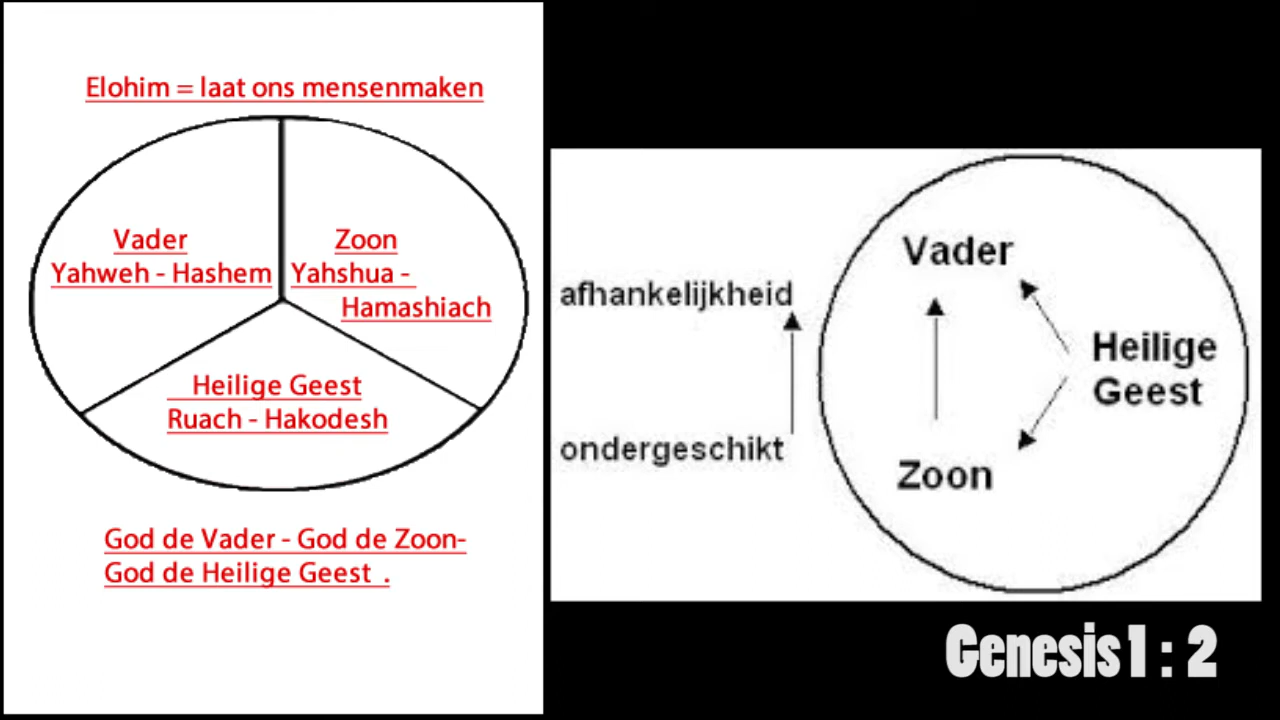 Elohim = laat ons mensenmaken
Vader
Yahweh - Hashem
Zoon
Yahshua -
Hamashiach
Heilige Geest
Ruach - Hakodesh
God de Vader - God de Zoon-
God de Heilige Geest .
afhankelijkheid
ondergeschikt
Vader
Heilige
Geest
Zoon
Genesis 1 : 2